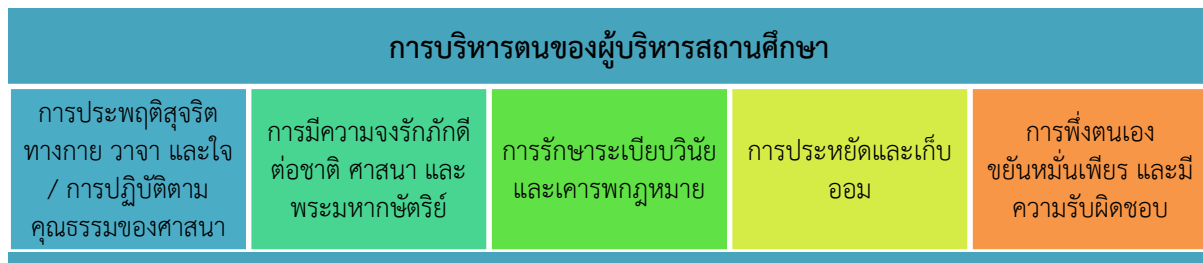 การบริหารตนของผู้บริหารสถานศึกษา
การประพฤติสุจริต
ทางกาย วาจา และใจ
/ การปฏิบัติตาม
คุณธรรมของศาสนา
การมีความจงรักภักดี
ต่อชาติ ศาสนา และ
พระมหากษัตริย์
การรักษาระเบียบวินัย
และเคารพกฎหมาย
การประหยัดและเก็บ
ออม
การพึ่งตนเอง
ขยันหมั่นเพียร และมี
ความรับผิดชอบ